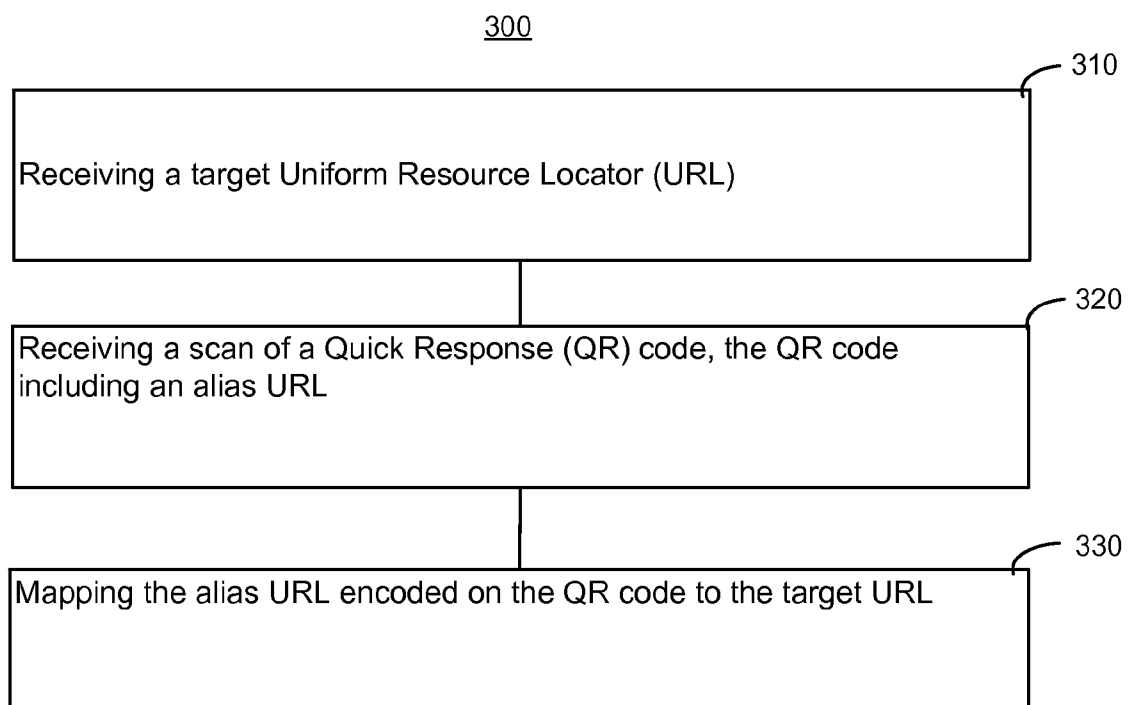 300
310
Receiving a target Uniform Resource Locator (URL)
320
Receiving a scan of a Quick Response (QR) code, the QR code
including an alias URL
330
Mapping the alias URL encoded on the QR code to the target URL